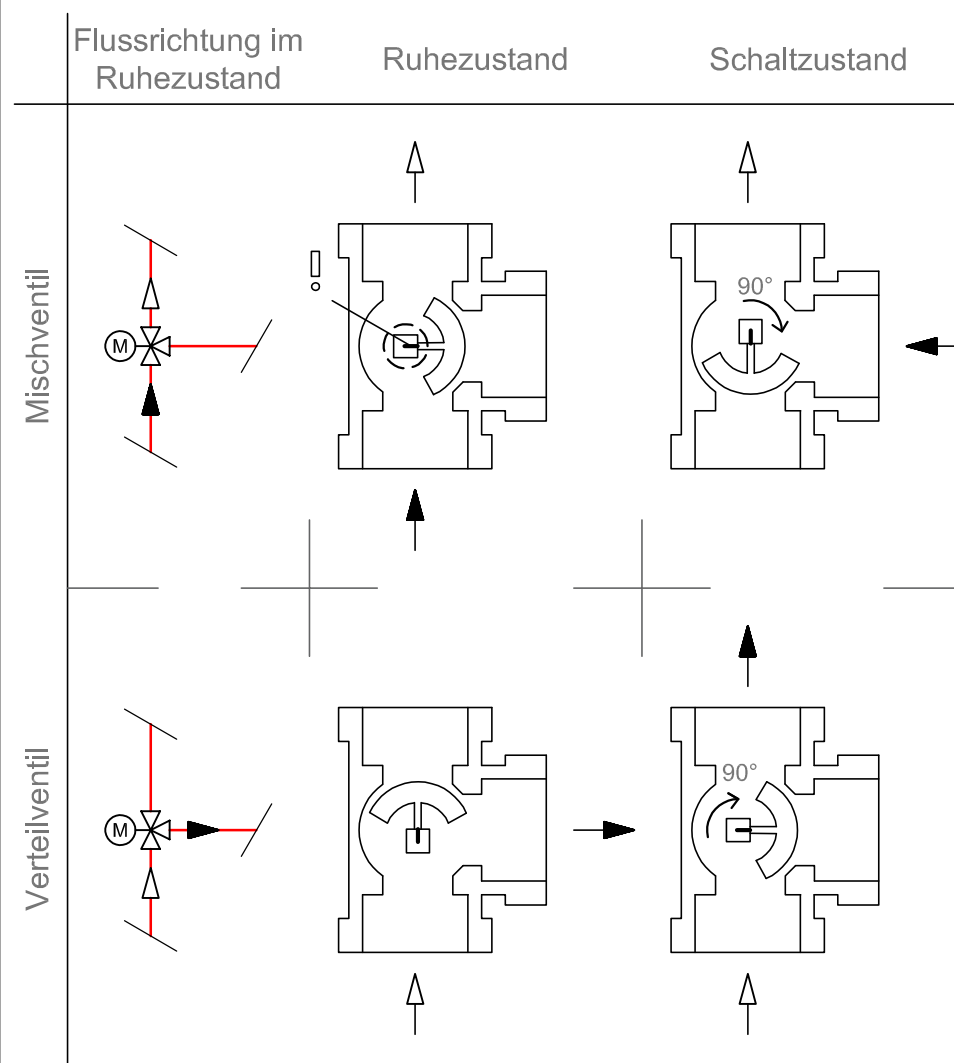 Flussrichtung im
Ruhezustand
Ruhezustand
Schaltzustand
Mischventil
M
!
90°
Verteilventil
M
90°